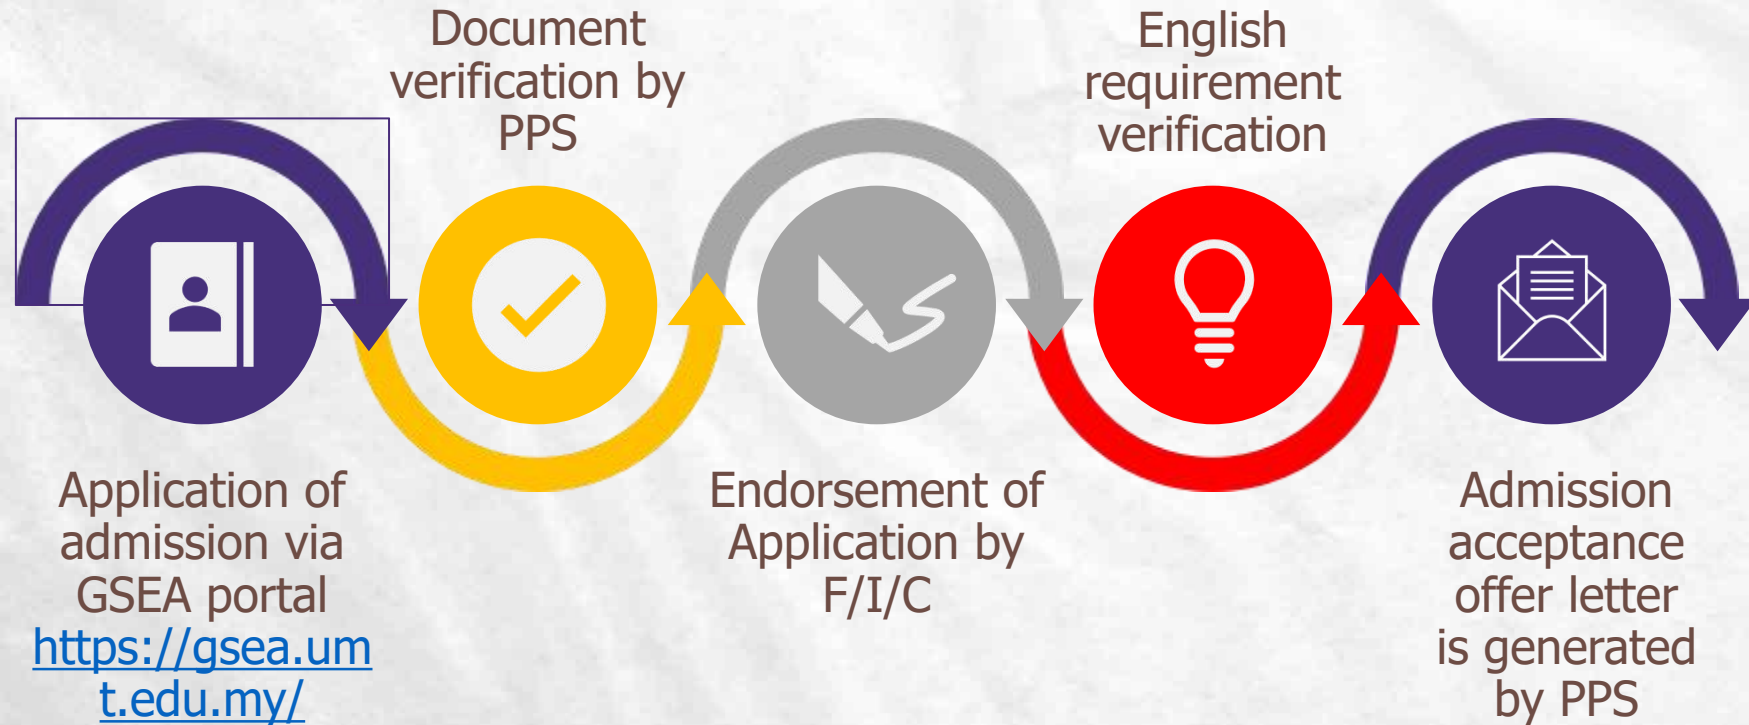 Application of
admission via
GSEA portal
https://gsea.um
t.edu.my/
Document
verification by
PPS
Endorsement of
Application by
F/I/C
English
requirement
verification
Admission
acceptance
offer letter
is generated
by PPS